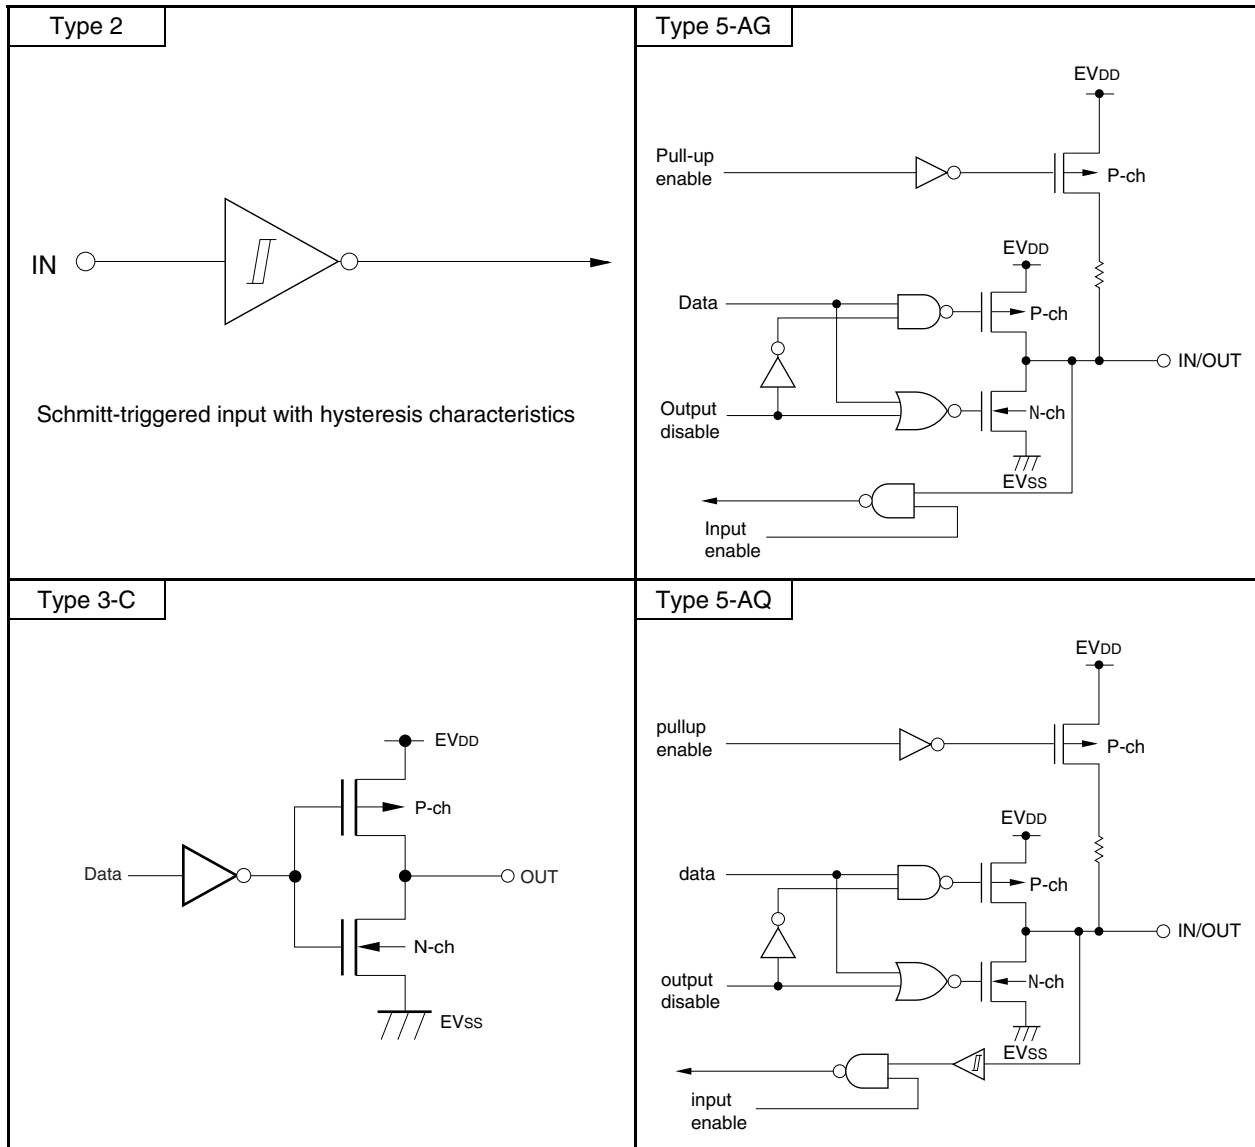 Type 2
IN
Schmitt-triggered input with hysteresis characteristics
Type 5-AG
EVDD
Pull-up
enable
P-ch
EVDD
Data
P-ch
IN/OUT
Output
disable
N-ch
EVSS
Input
enable
Type 3-C
EVDD
P-ch
Data
OUT
N-ch
EVSS
Type 5-AQ
EVDD
pullup
enable
P-ch
EVDD
data
P-ch
IN/OUT
output
disable
N-ch
EVSS
input
enable